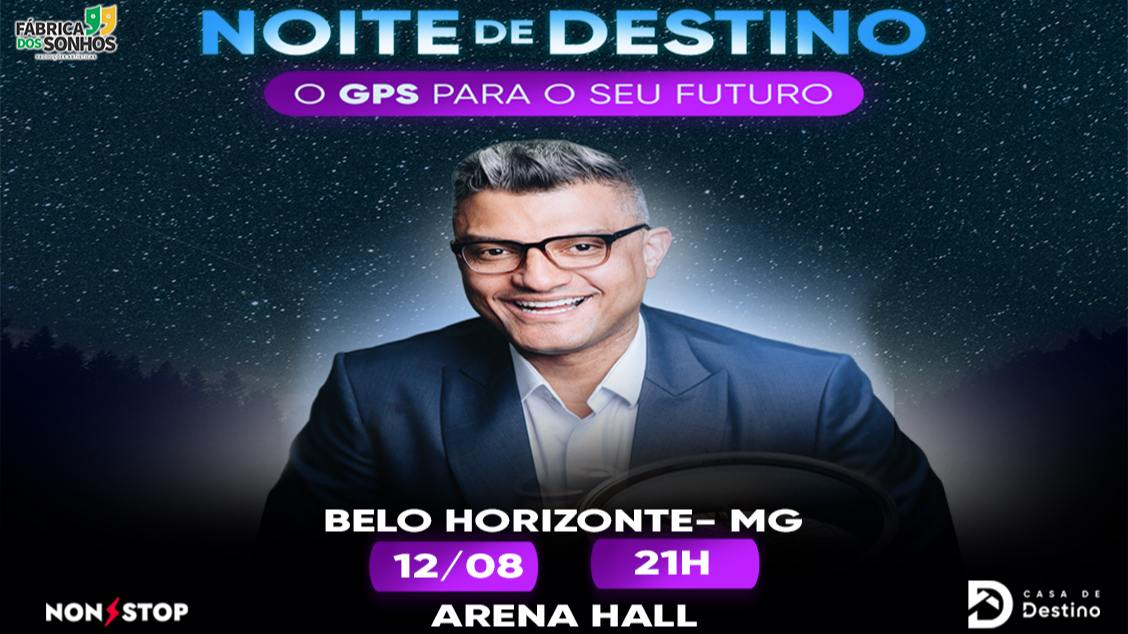 FÁBRICA
DOS SONHOS
NOITE DE DESTINO
O GPS PARA O SEU FUTURO
BELO HORIZONTE- MG
12/08
21H
ARENA HALL
NON STOP
CASA DE
Destino